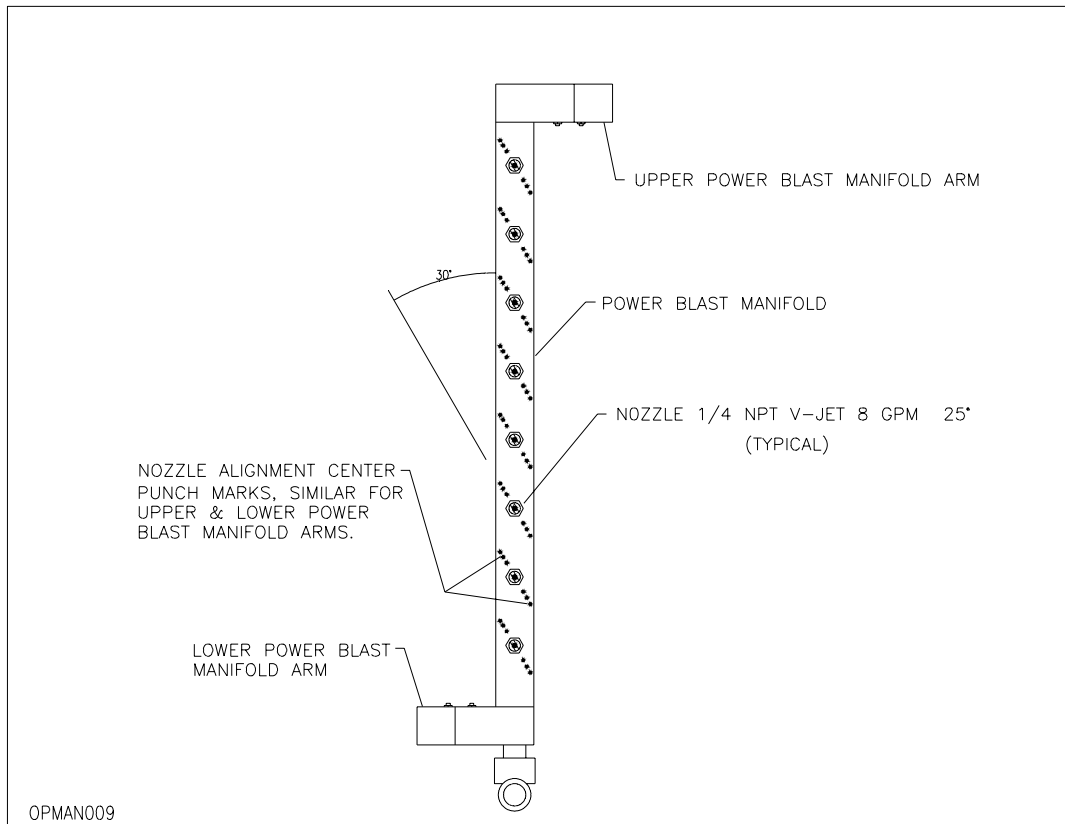 UPPER POWER BLAST MANIFOLD ARM
30°
POWER BLAST MANIFOLD
NOZZLE 1/4 NPT V-JET 8 GPM 25°
(TYPICAL)
NOZZLE ALIGNMENT CENTER
PUNCH MARKS, SIMILAR FOR
UPPER & LOWER POWER
BLAST MANIFOLD ARMS.
LOWER POWER BLAST
MANIFOLD ARM
OPMAN009